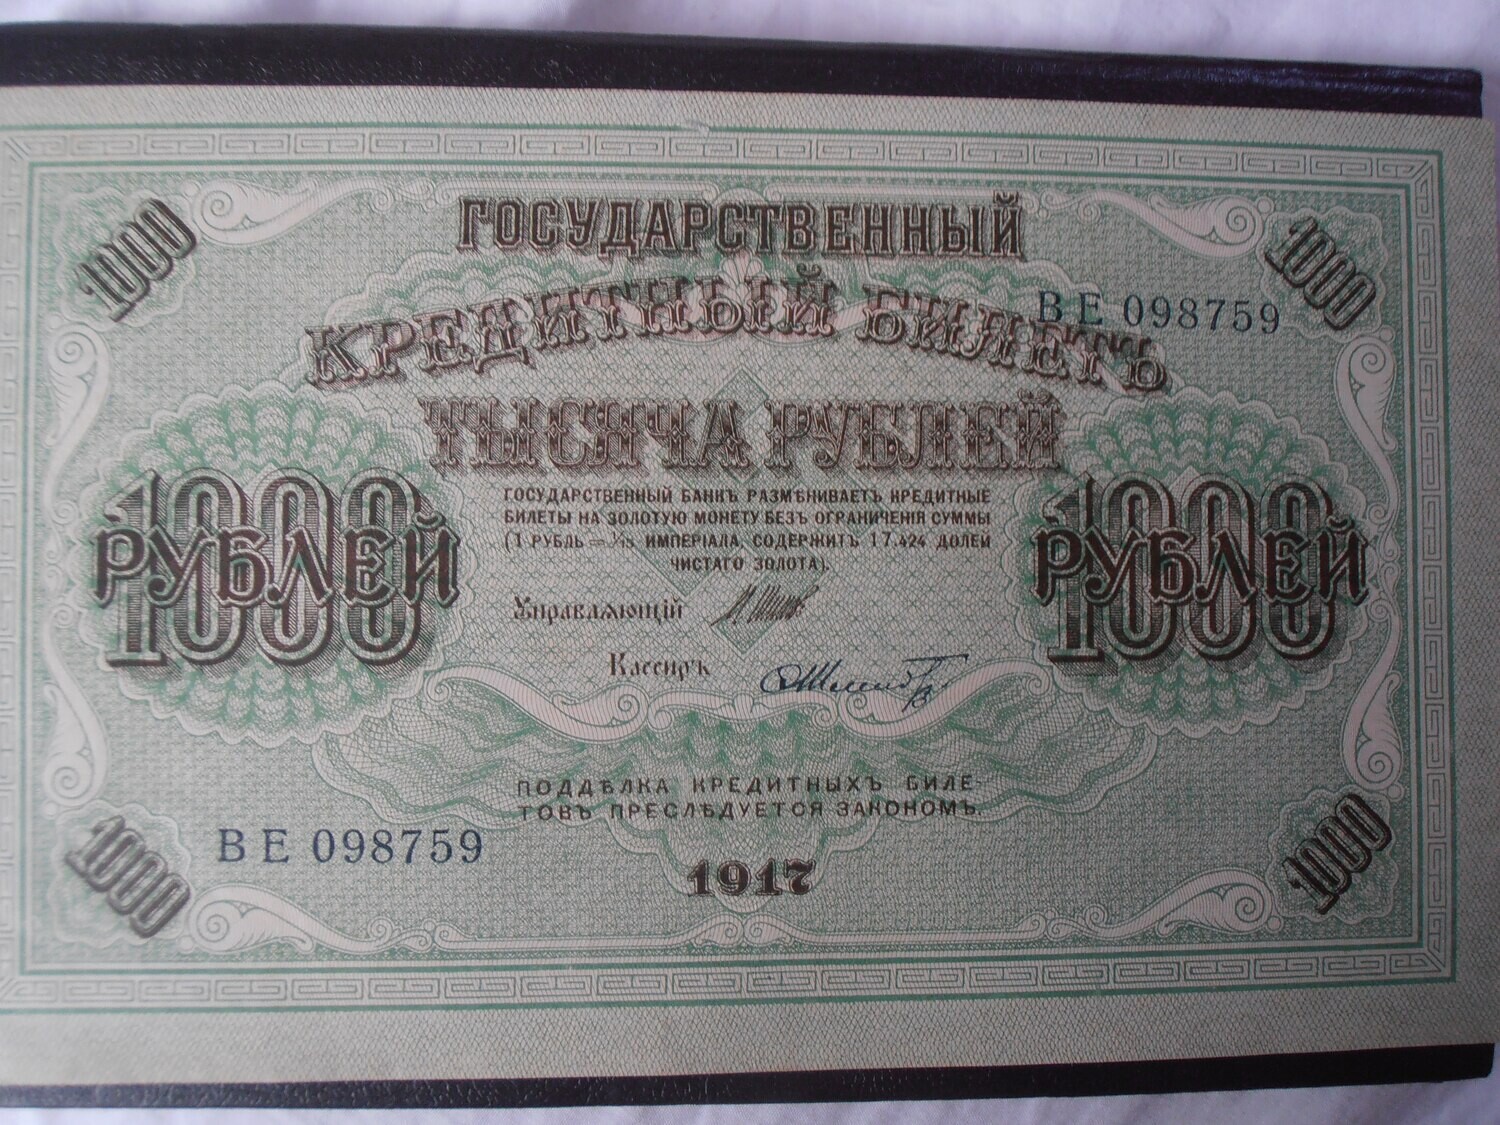 1000
1000
ГОСУДАРСТВЕННЫЙ
КРЕДИТНЫЙ БИЛЕТЪ
ВЕ 098759
ТЫСЯЧА РУБЛЕЙ
1000
РУБЛЕЙ
1000
РУБЛЕЙ
ГОСУДАРСТВЕННЫЙ БАНКЪ РАЗМѢНИВАЕТЪ КРЕДИТНЫЕ
БИЛЕТЫ НА ЗОЛОТУЮ МОНЕТУ БЕЗЪ ОГРАНИЧЕНІЯ СУММЫ
(1 РУБЛЬ = 1/15 ИМПЕРІАЛА, СОДЕРЖИТЪ 17.424 ДОЛЕЙ
ЧИСТАГО ЗОЛОТА).
Управляющій
Кассиръ
ПОДДѢЛКА КРЕДИТНЫХЪ БИЛЕ-
ТОВЪ ПРЕСЛѢДУЕТСЯ ЗАКОНОМЪ.
ВЕ 098759
1917
1000
1000